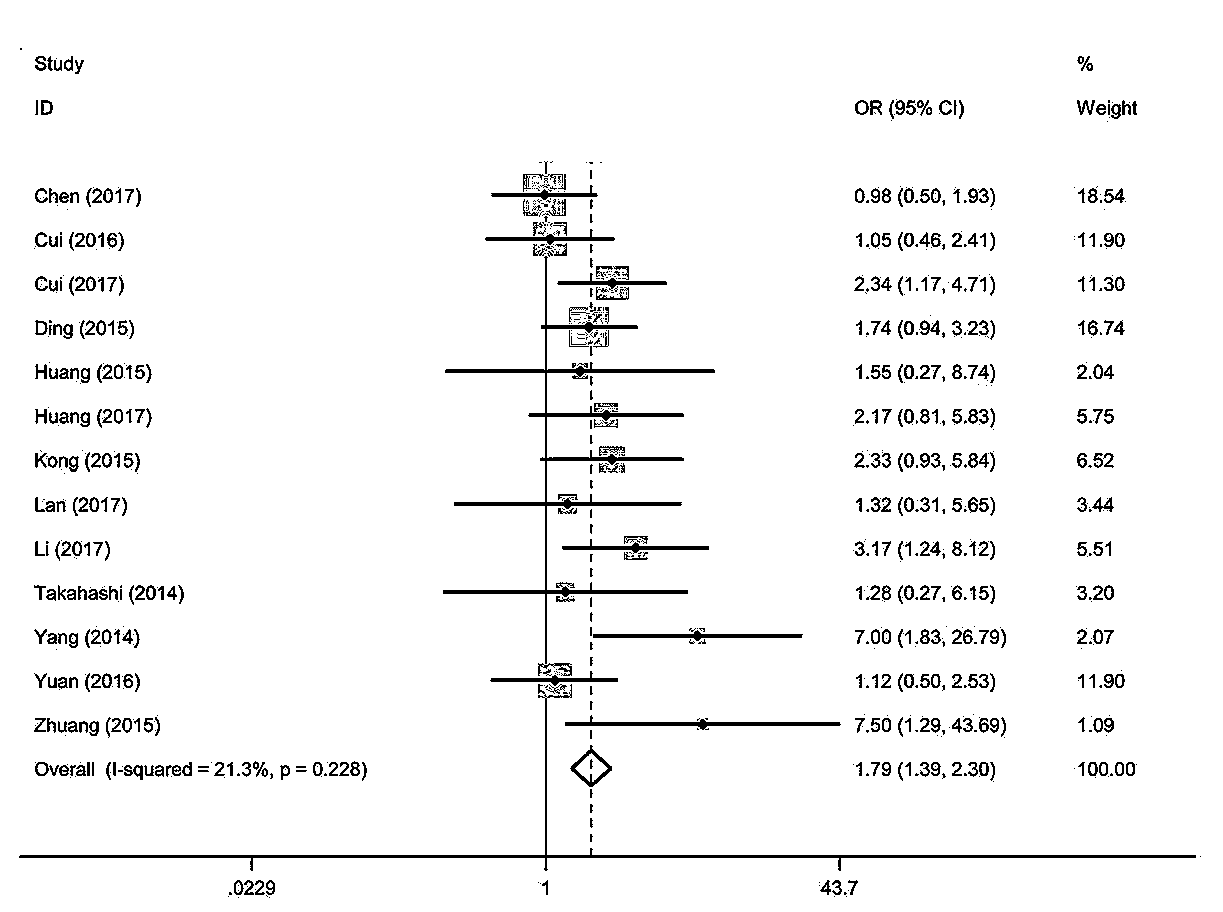 Study %
ID OR (95% CI) Weight
Chen (2017) 0.98 (0.50, 1.93) 18.54
Cui (2016) 1.05 (0.46, 2.41) 11.90
Cui (2017) 2.34 (1.17, 4.71) 11.30
Ding (2015) 1.74 (0.94, 3.23) 16.74
Huang (2015) 1.55 (0.27, 8.74) 2.04
Huang (2017) 2.17 (0.81, 5.83) 5.75
Kong (2015) 2.33 (0.93, 5.84) 6.52
Lan (2017) 1.32 (0.31, 5.65) 3.44
Li (2017) 3.17 (1.24, 8.12) 5.51
Takahashi (2014) 1.28 (0.27, 6.15) 3.20
Yang (2014) 7.00 (1.83, 26.79) 2.07
Yuan (2016) 1.12 (0.50, 2.53) 11.90
Zhuang (2015) 7.50 (1.29, 43.69) 1.09
Overall (I-squared = 21.3%, p = 0.228) 1.79 (1.39, 2.30) 100.00
.0229 1 43.7